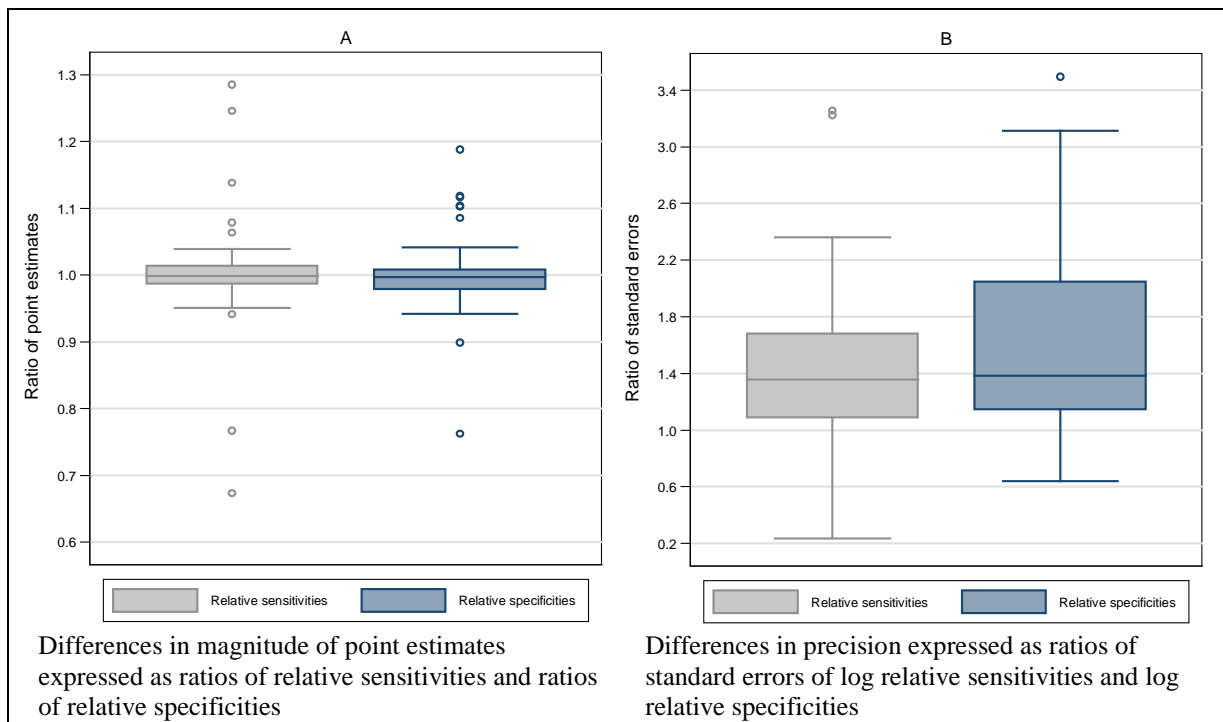 A
1.3
1.2
1.1
1.0
0.9
0.8
0.7
0.6
Ratio of point estimates
Relative sensitivities
Relative specificities
Differences in magnitude of point estimates
expressed as ratios of relative sensitivities and ratios
of relative specificities
B
3.4
3.0
2.6
2.2
1.8
1.4
1.0
0.6
0.2
Ratio of standard errors
Relative sensitivities
Relative specificities
Differences in precision expressed as ratios of
standard errors of log relative sensitivities and log
relative specificities